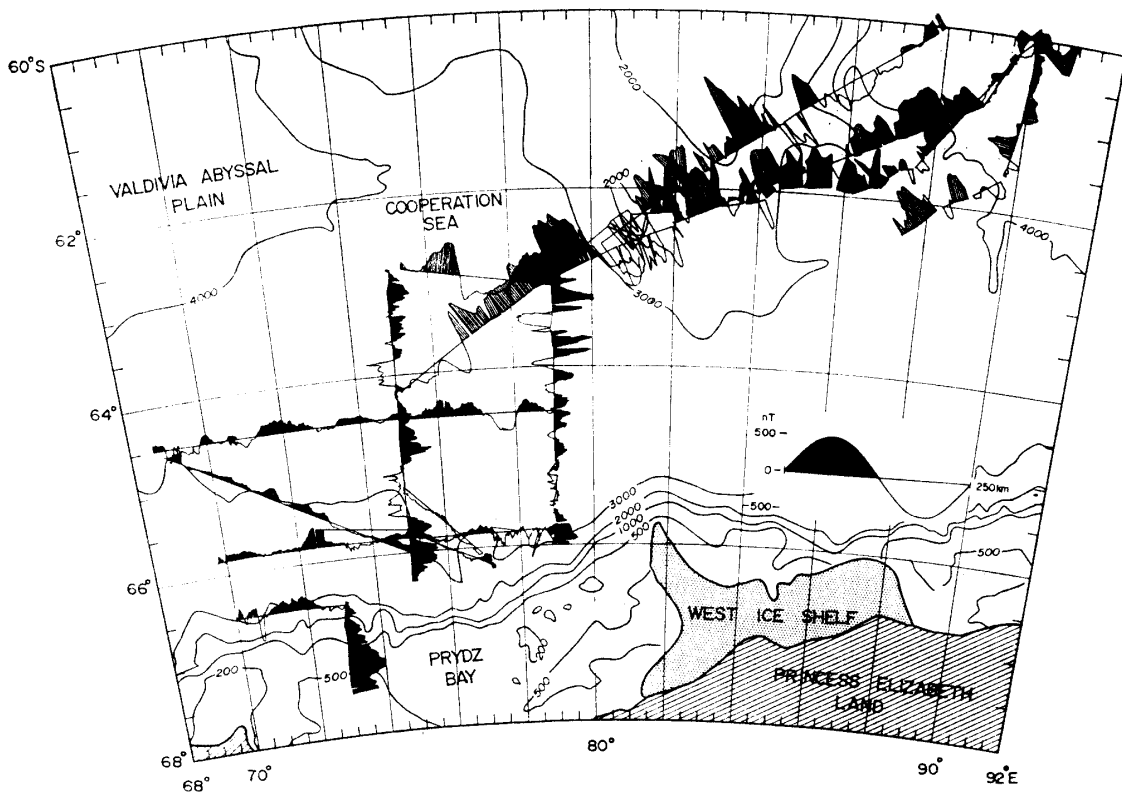 60°S
2000
VALDIVIA ABYSSAL
PLAIN
COOPERATION
SEA
2000
62°
4000
4000
3000
64°
nT
500
0
500
250km
3000
2000
1000
500
500
66°
WEST ICE SHELF
PRYDZ
BAY
200
500
200
500
PRINCESS ELIZABETH
LAND
68°
68°
70°
80°
90°
92°E